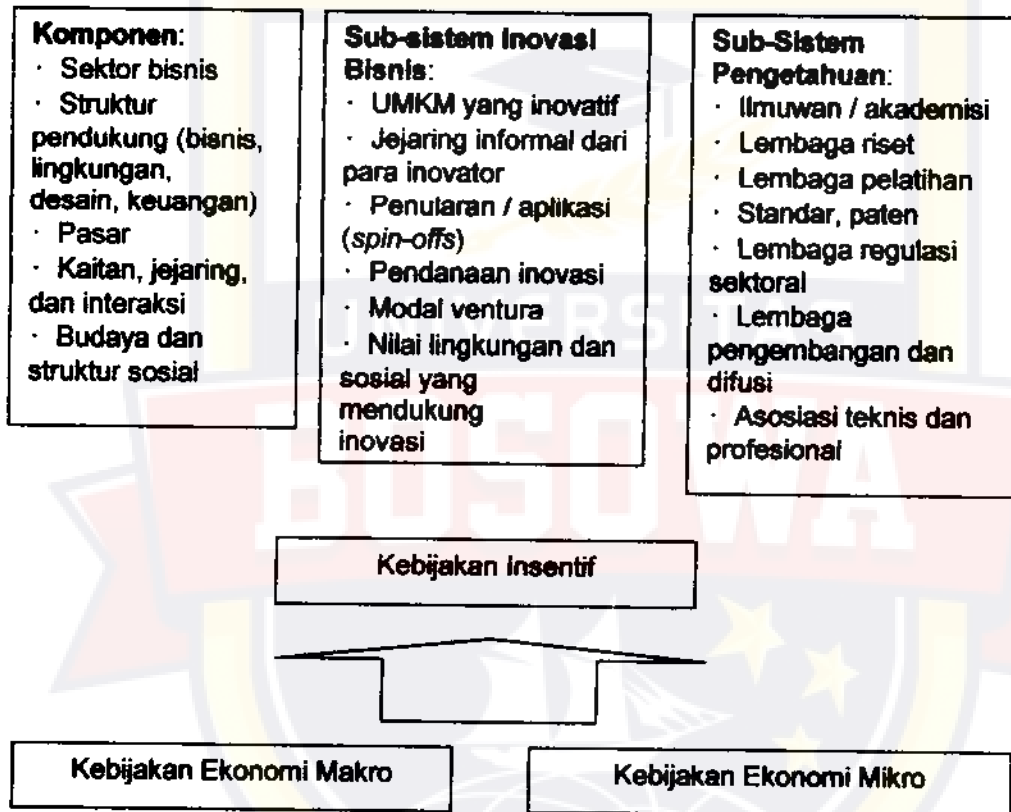 Komponen:
· Sektor bisnis
· Struktur
pendukung (bisnis,
lingkungan,
desain, keuangan)
· Pasar
· Kaitan, jejaring,
dan interaksi
· Budaya dan
struktur sosial
Sub-sistem Inovasi
Bisnis:
· UMKM yang inovatif
· Jejaring informal dari
para inovator
· Penularan / aplikasi
(spin-offs)
· Pendanaan inovasi
· Modal ventura
· Nilai lingkungan dan
sosial yang
mendukung
inovasi
Sub-Sistem
Pengetahuan:
· Ilmuwan / akademisi
· Lembaga riset
· Lembaga pelatihan
· Standar, paten
· Lembaga regulasi
sektoral
· Lembaga
pengembangan dan
difusi
· Asosiasi teknis dan
profesional
UNIVERSITAS
BOSOWA
Kebijakan Insentif
Kebijakan Ekonomi Makro
Kebijakan Ekonomi Mikro